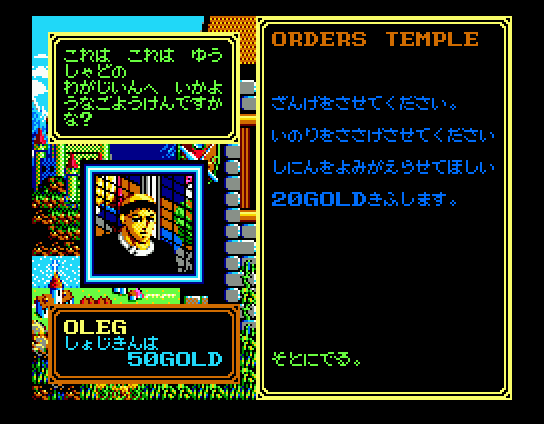 これは これは ゆう
しゃどの
わがじいんへ いかよ
うなごようけんですか
な?
OLEG
しょじきんは
50GOLD
ORDERS TEMPLE
ざんげをさせてください。
いのりをささげさせてください
しにんをよみがえらせてほしい
20GOLDきふします。
そとにでる。